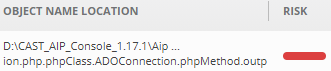 OBJECT NAME LOCATION RISK
D:\CAST_AIP_Console_1.17.1\Aip ...
ion.php.phpClass.ADOConnection.phpMethod.outp